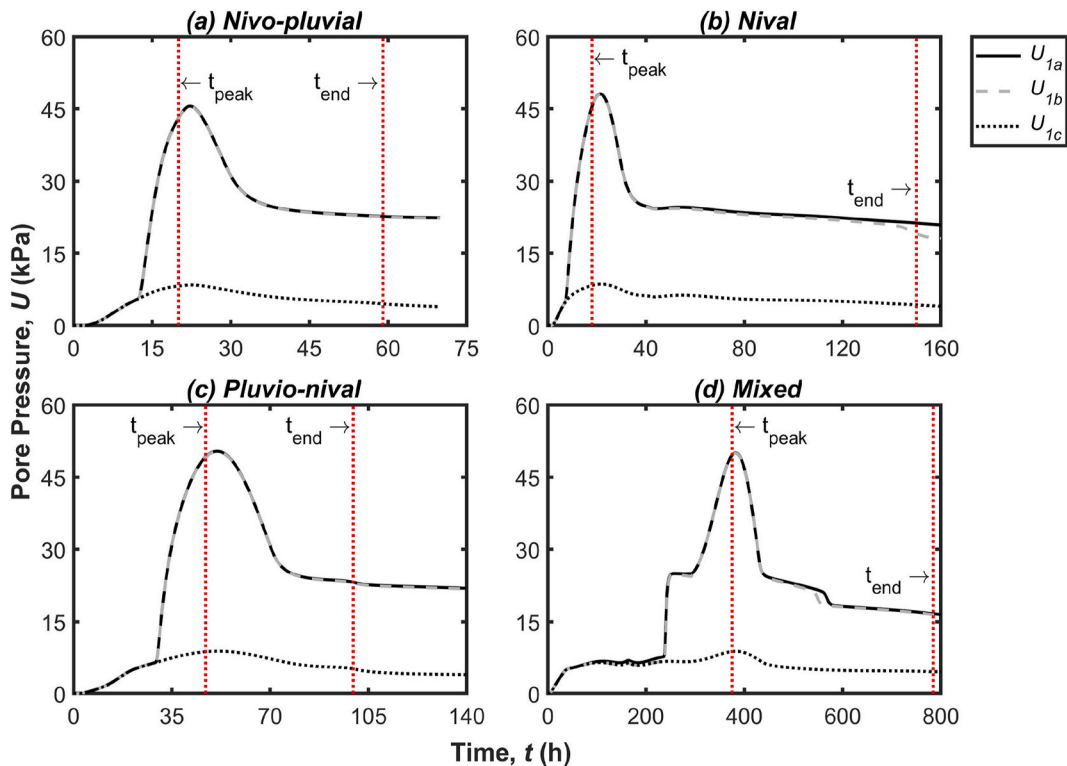 (a) Nivo-pluvial
(b) Nival
60
45
30
15
0
0 15 30 45 60 75
← t_peak
t_end →
60
45
30
15
0
0 40 80 120 160
← t_peak
t_end →
U_1a
U_1b
U_1c
Pore Pressure, U (kPa)
(c) Pluvio-nival
(d) Mixed
60
45
30
15
0
0 35 70 105 140
t_peak →
t_end →
60
45
30
15
0
0 200 400 600 800
← t_peak
t_end →
Time, t (h)